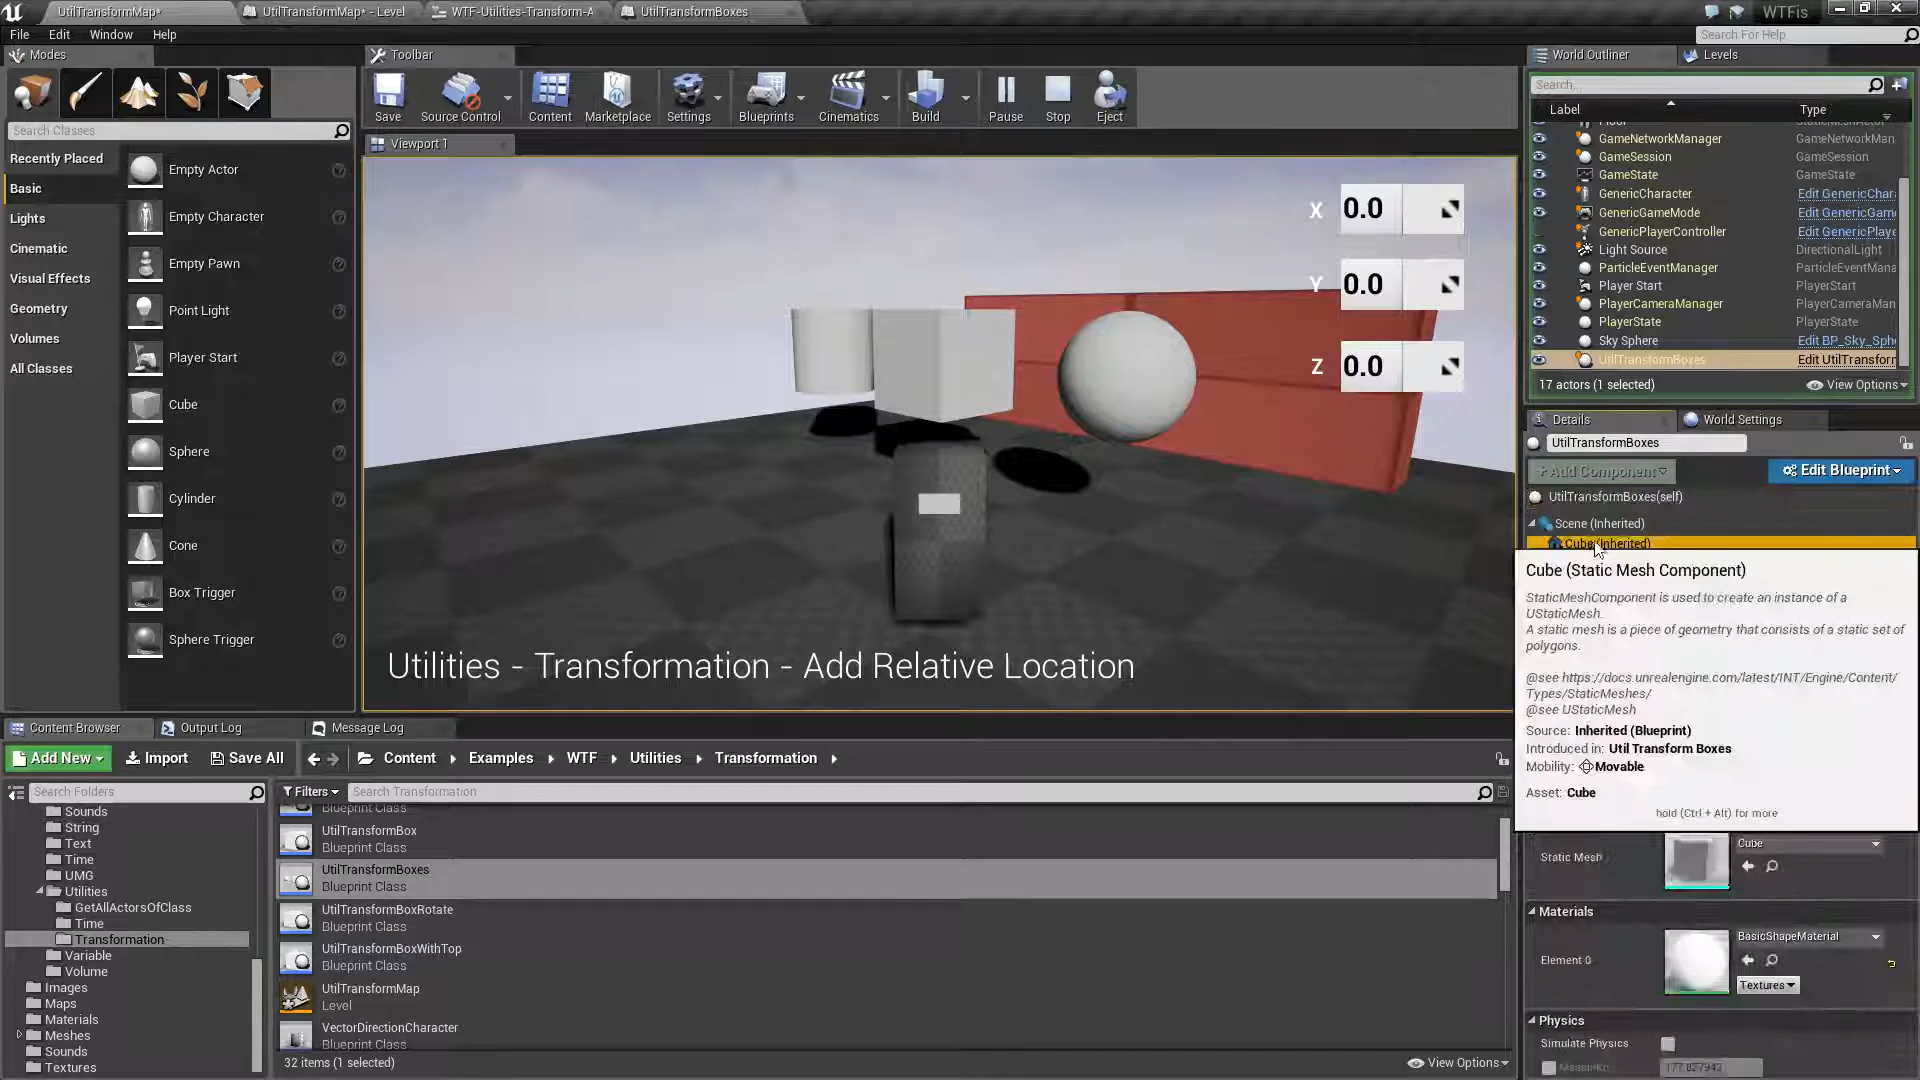 UtilTransformMap*
UtilTransformMap* - Level
WTF-Utilities-Transform-A
UtilTransformBoxes
WTFis
File
Edit
Window
Help
Search For Help
Modes
Toolbar
World Outliner
Levels
Save
Source Control
Content
Marketplace
Settings
Blueprints
Cinematics
Build
Pause
Stop
Eject
Search...
Label
Type
Search Classes
Viewport 1
Recently Placed
Basic
Lights
Cinematic
Visual Effects
Geometry
Volumes
All Classes
Empty Actor
Empty Character
Empty Pawn
Point Light
Player Start
Cube
Sphere
Cylinder
Cone
Box Trigger
Sphere Trigger
X 0.0
Y 0.0
Z 0.0
Utilities - Transformation - Add Relative Location
GameNetworkManager GameNetworkMan
GameSession GameSession
GameState GameState
GenericCharacter Edit GenericChar
GenericGameMode Edit GenericGame
GenericPlayerController Edit GenericPlaye
Light Source DirectionalLight
ParticleEventManager ParticleEventMana
Player Start PlayerStart
PlayerCameraManager PlayerCameraMan
PlayerState PlayerState
Sky Sphere Edit BP_Sky_Sph
UtilTransformBoxes Edit UtilTransform
17 actors (1 selected)
View Options
Details
World Settings
UtilTransformBoxes
+ Add Component
Edit Blueprint
UtilTransformBoxes(self)
Scene (Inherited)
Cube (Inherited)
Cube (Static Mesh Component)
StaticMeshComponent is used to create an instance of a
UStaticMesh.
A static mesh is a piece of geometry that consists of a static set of
polygons.
@see https://docs.unrealengine.com/latest/INT/Engine/Content/
Types/StaticMeshes/
@see UStaticMesh
Source: Inherited (Blueprint)
Introduced in: Util Transform Boxes
Mobility: Movable
Asset: Cube
hold (Ctrl + Alt) for more
Static Mesh
Cube
Materials
Element 0
BasicShapeMaterial
Textures
Physics
Simulate Physics
Content Browser
Output Log
Message Log
Add New
Import
Save All
Content
Examples
WTF
Utilities
Transformation
Search Folders
Filters
Search Transformation
Sounds
String
Text
Time
UMG
Utilities
GetAllActorsOfClass
Time
Transformation
Variable
Volume
Images
Maps
Materials
Meshes
Sounds
Textures
Blueprint Class
UtilTransformBox
Blueprint Class
UtilTransformBoxes
Blueprint Class
UtilTransformBoxRotate
Blueprint Class
UtilTransformBoxWithTop
Blueprint Class
UtilTransformMap
Level
VectorDirectionCharacter
Blueprint Class
32 items (1 selected)
View Options